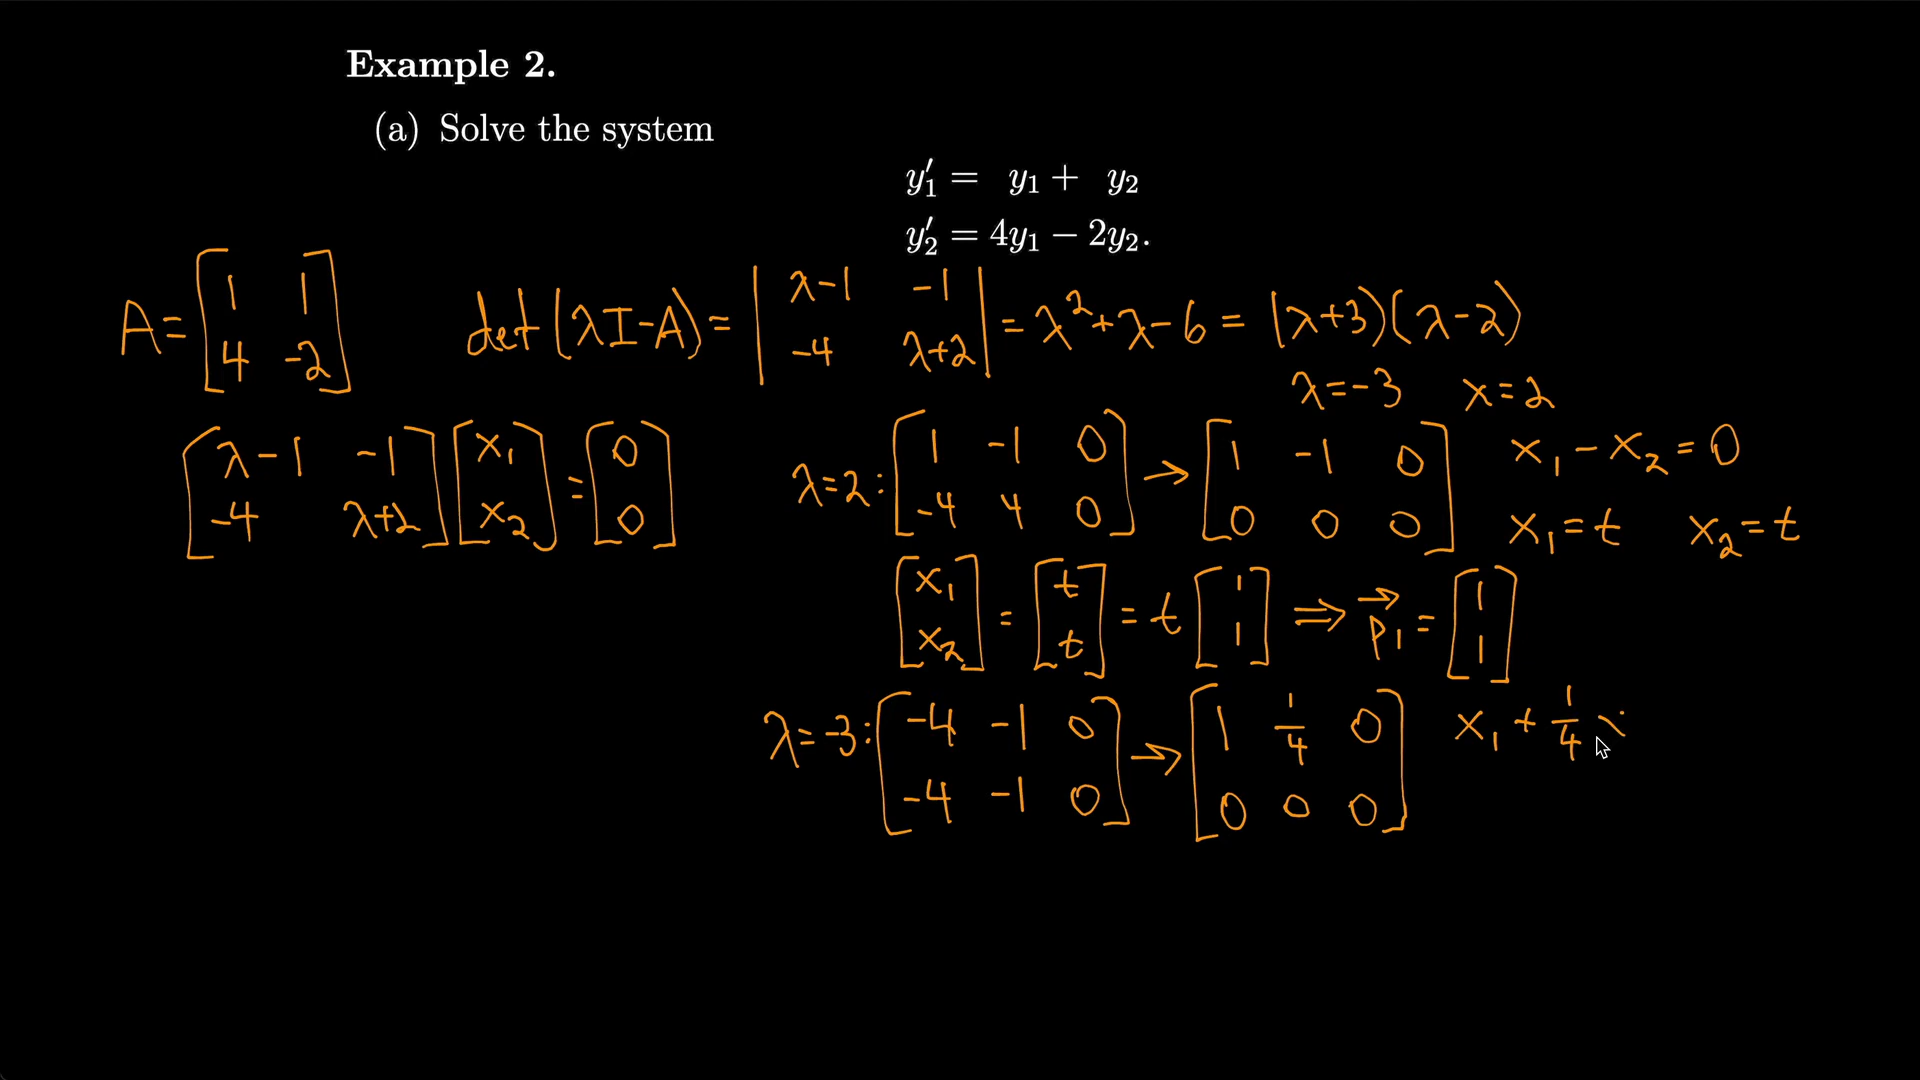 Example 2.
(a) Solve the system
y₁′ = y₁ + y₂
y₂′ = 4y₁ − 2y₂.
A = [1 1; 4 -2]
det(λI-A) = |λ-1 -1; -4 λ+2| = λ²+λ-6 = (λ+3)(λ-2)
λ=-3 x=2
[λ-1 -1; -4 λ+2][x₁; x₂] = [0; 0]
λ=2: [1 -1 0; -4 4 0] → [1 -1 0; 0 0 0] x₁-x₂=0
x₁=t x₂=t
[x₁; x₂] = [t; t] = t[1; 1] ⇒ p⃗₁ = [1; 1]
λ=-3: [-4 -1 0; -4 -1 0] → [1 1/4 0; 0 0 0] x₁ + 1/4